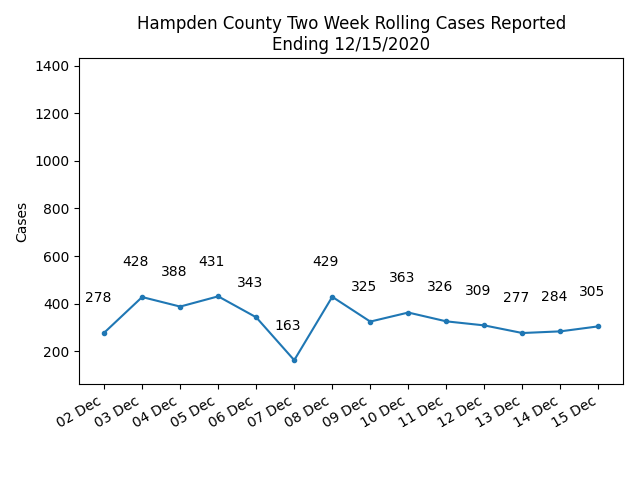 Hampden County Two Week Rolling Cases Reported
Ending 12/15/2020
1400
1200
1000
800
600
400
200
Cases
278
428
388
431
343
163
429
325
363
326
309
277
284
305
02 Dec
03 Dec
04 Dec
05 Dec
06 Dec
07 Dec
08 Dec
09 Dec
10 Dec
11 Dec
12 Dec
13 Dec
14 Dec
15 Dec